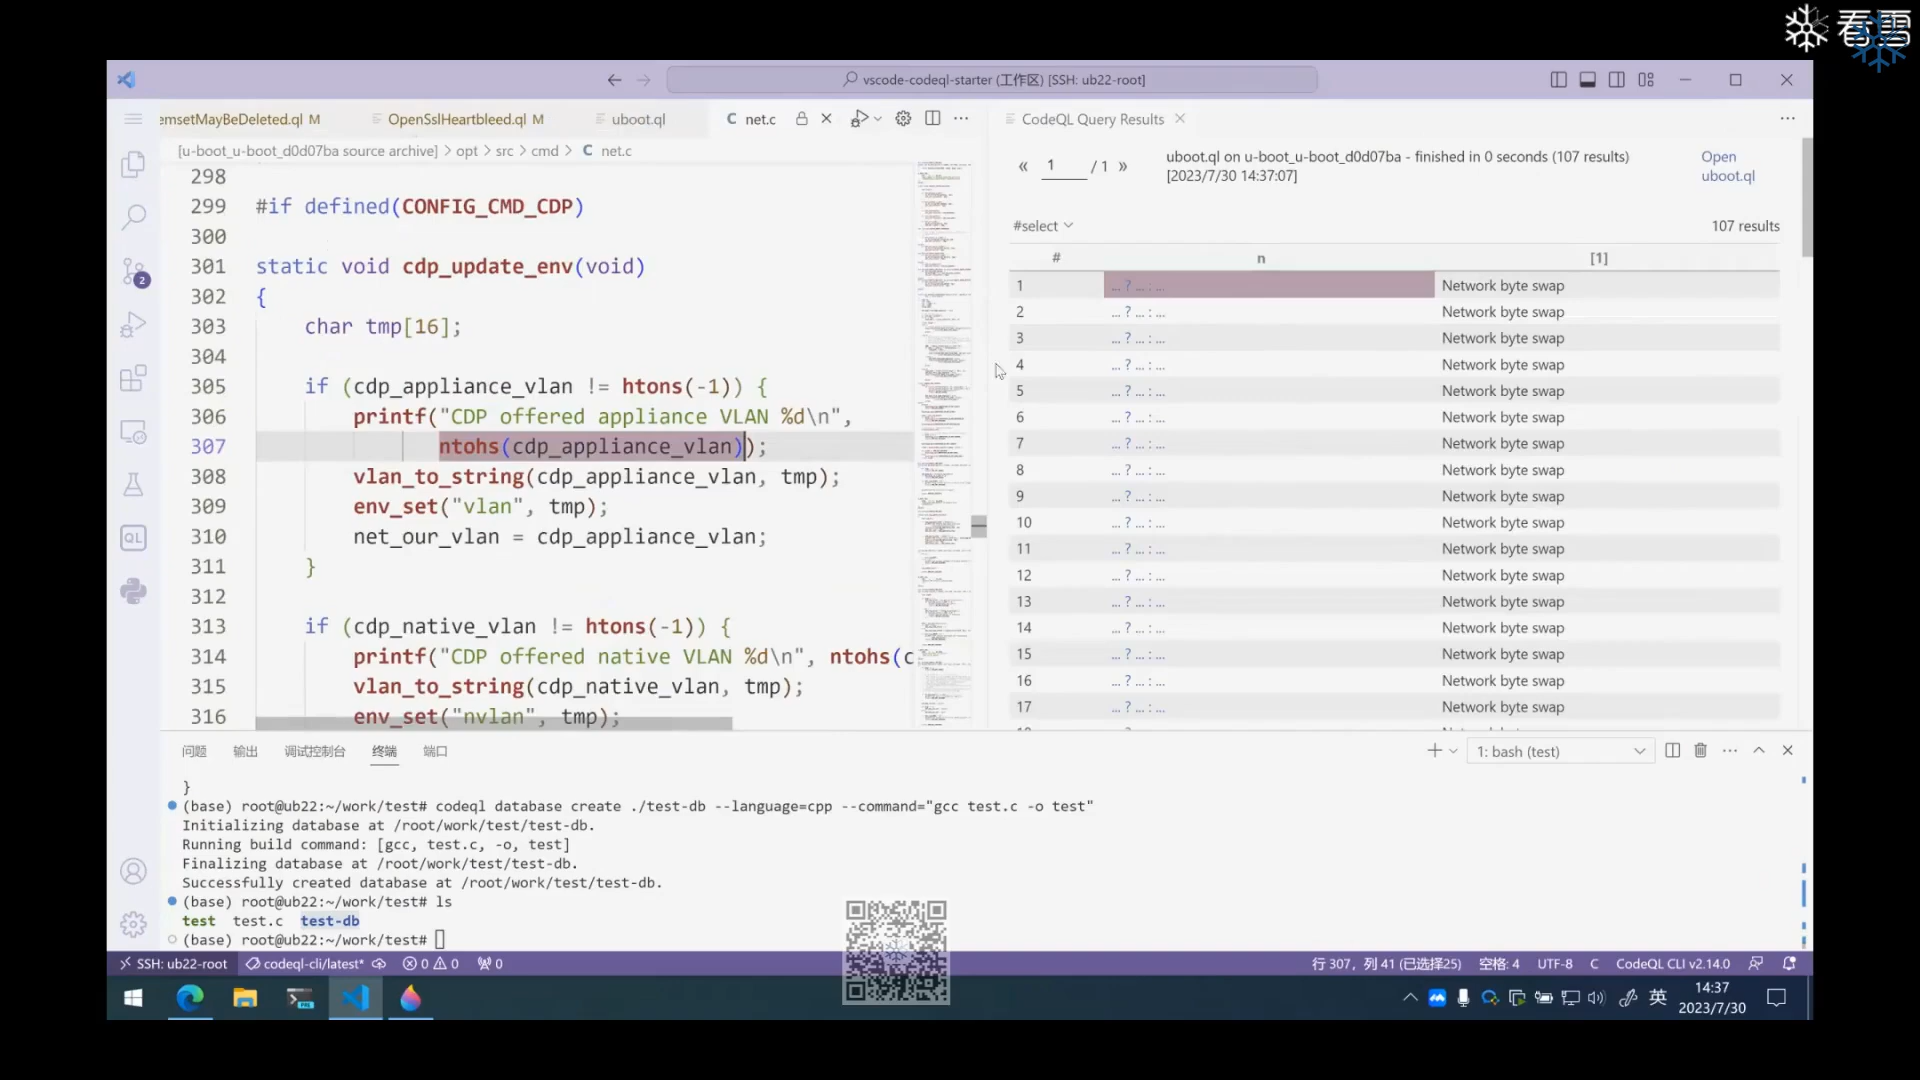 看雪
vscode-codeql-starter (工作区) [SSH: ub22-root]
emsetMayBeDeleted.ql M
OpenSslHeartbleed.ql M
uboot.ql
C net.c
CodeQL Query Results
[u-boot_u-boot_d0d07ba source archive] > opt > src > cmd > C net.c
298
299 #if defined(CONFIG_CMD_CDP)
300
301 static void cdp_update_env(void)
302 {
303 char tmp[16];
304
305 if (cdp_appliance_vlan != htons(-1)) {
306 printf("CDP offered appliance VLAN %d\n",
307 ntohs(cdp_appliance_vlan));
308 vlan_to_string(cdp_appliance_vlan, tmp);
309 env_set("vlan", tmp);
310 net_our_vlan = cdp_appliance_vlan;
311 }
312
313 if (cdp_native_vlan != htons(-1)) {
314 printf("CDP offered native VLAN %d\n", ntohs(c
315 vlan_to_string(cdp_native_vlan, tmp);
316 env_set("nvlan", tmp);
« 1 / 1 »
uboot.ql on u-boot_u-boot_d0d07ba - finished in 0 seconds (107 results)
[2023/7/30 14:37:07]
Open
uboot.ql
#select
107 results
# n [1]
1 ... ? ... : ... Network byte swap
2 ... ? ... : ... Network byte swap
3 ... ? ... : ... Network byte swap
4 ... ? ... : ... Network byte swap
5 ... ? ... : ... Network byte swap
6 ... ? ... : ... Network byte swap
7 ... ? ... : ... Network byte swap
8 ... ? ... : ... Network byte swap
9 ... ? ... : ... Network byte swap
10 ... ? ... : ... Network byte swap
11 ... ? ... : ... Network byte swap
12 ... ? ... : ... Network byte swap
13 ... ? ... : ... Network byte swap
14 ... ? ... : ... Network byte swap
15 ... ? ... : ... Network byte swap
16 ... ? ... : ... Network byte swap
17 ... ? ... : ... Network byte swap
问题 输出 调试控制台 终端 端口
1: bash (test)
}
(base) root@ub22:~/work/test# codeql database create ./test-db --language=cpp --command="gcc test.c -o test"
Initializing database at /root/work/test/test-db.
Running build command: [gcc, test.c, -o, test]
Finalizing database at /root/work/test/test-db.
Successfully created database at /root/work/test/test-db.
(base) root@ub22:~/work/test# ls
test test.c test-db
(base) root@ub22:~/work/test#
2
QL
SSH: ub22-root codeql-cli/latest* 0 0 0
行 307, 列 41 (已选择25) 空格: 4 UTF-8 C CodeQL CLI v2.14.0
英
14:37
2023/7/30